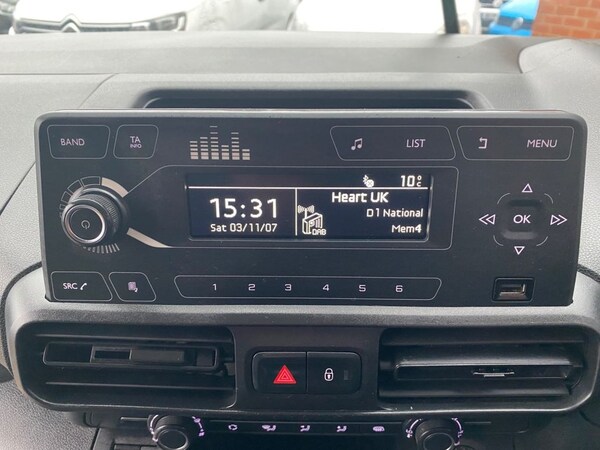 BAND
TA
INFO
LIST
MENU
10°C
15:31
Heart UK
D1 National
Sat 03/11/07
DAB
Mem4
OK
SRC
1 2 3 4 5 6